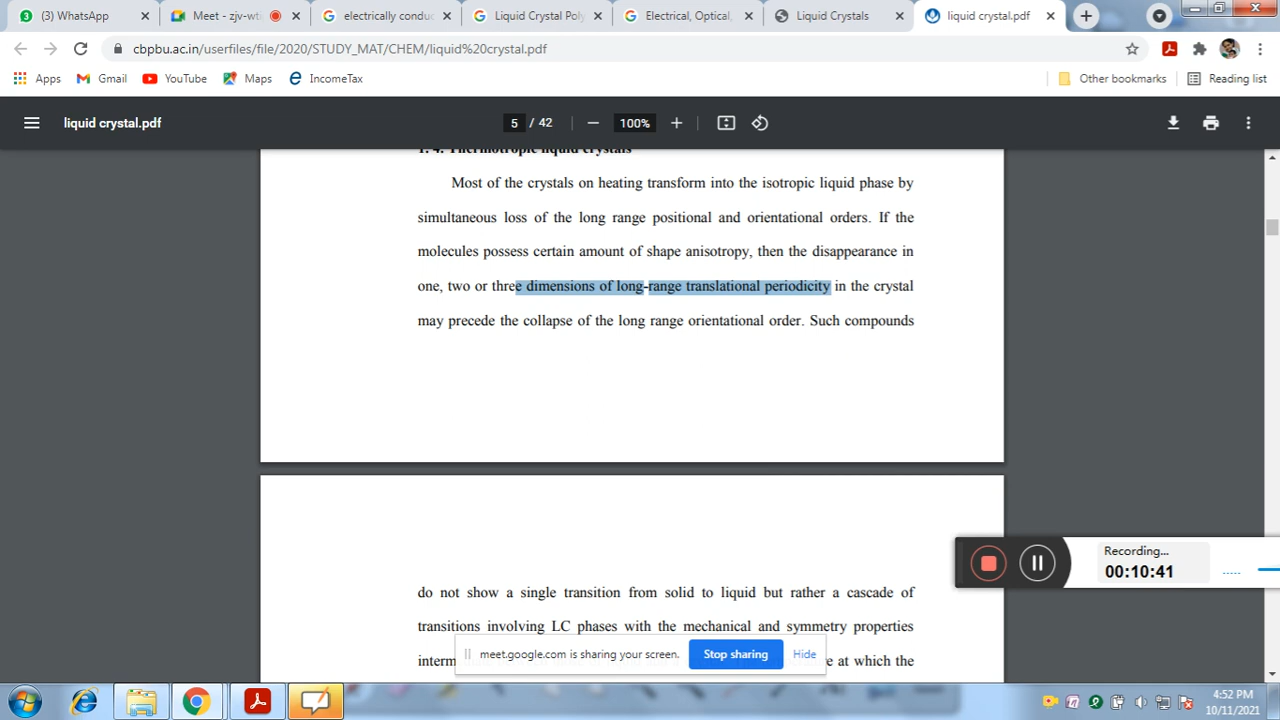 (3) WhatsApp
Meet - zjv-wti
electrically condu
Liquid Crystal Poly
Electrical, Optical,
Liquid Crystals
liquid crystal.pdf
cbpbu.ac.in/userfiles/file/2020/STUDY_MAT/CHEM/liquid%20crystal.pdf
Apps Gmail YouTube Maps IncomeTax Other bookmarks Reading list
liquid crystal.pdf 5 / 42 100%
1. 4. Thermotropic liquid crystals
Most of the crystals on heating transform into the isotropic liquid phase by
simultaneous loss of the long range positional and orientational orders. If the
molecules possess certain amount of shape anisotropy, then the disappearance in
one, two or three dimensions of long-range translational periodicity in the crystal
may precede the collapse of the long range orientational order. Such compounds
Recording...
00:10:41
do not show a single transition from solid to liquid but rather a cascade of
transitions involving LC phases with the mechanical and symmetry properties
meet.google.com is sharing your screen. Stop sharing Hide
interm e at which the
4:52 PM
10/11/2021